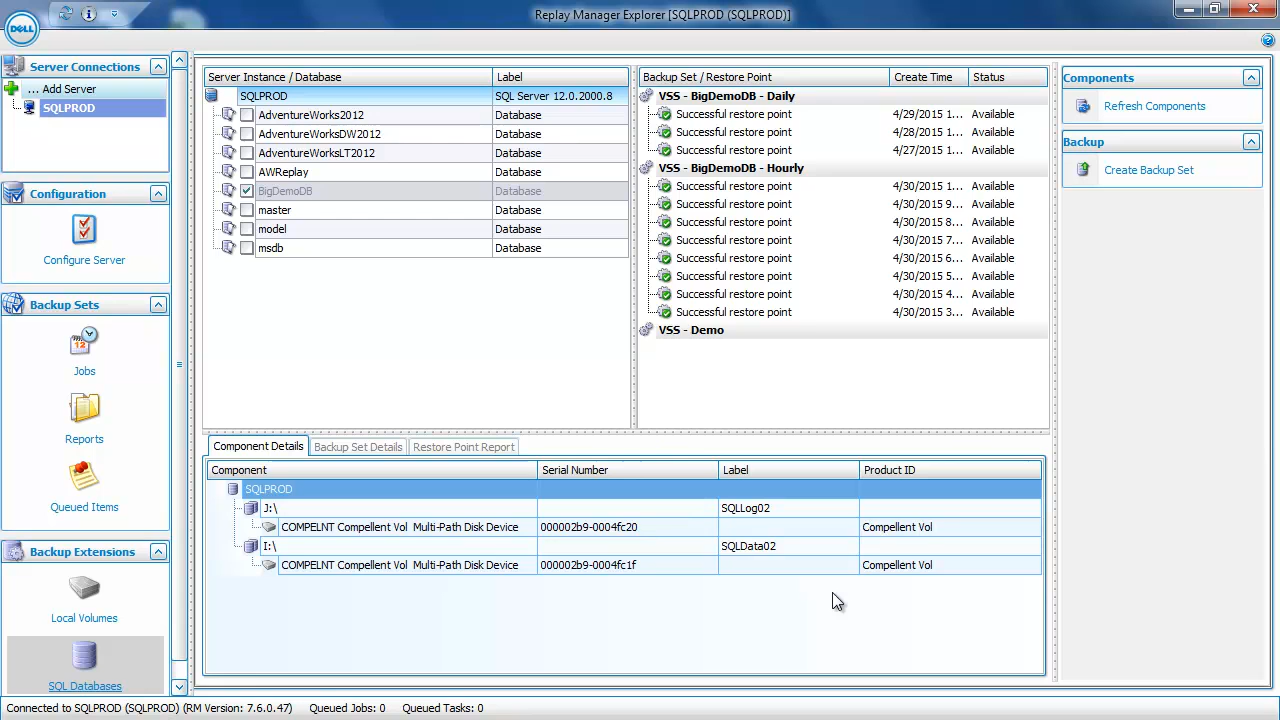 Replay Manager Explorer [SQLPROD (SQLPROD)]
DELL
Server Connections
... Add Server
SQLPROD
Configuration
Configure Server
Backup Sets
12
Jobs
Reports
Queued Items
Backup Extensions
Local Volumes
SQL Databases
Server Instance / Database Label
SQLPROD SQL Server 12.0.2000.8
AdventureWorks2012 Database
AdventureWorksDW2012 Database
AdventureWorksLT2012 Database
AWReplay Database
BigDemoDB Database
master Database
model Database
msdb Database
Backup Set / Restore Point Create Time Status
VSS - BigDemoDB - Daily
Successful restore point 4/29/2015 1... Available
Successful restore point 4/28/2015 1... Available
Successful restore point 4/27/2015 1... Available
VSS - BigDemoDB - Hourly
Successful restore point 4/30/2015 1... Available
Successful restore point 4/30/2015 9... Available
Successful restore point 4/30/2015 8... Available
Successful restore point 4/30/2015 7... Available
Successful restore point 4/30/2015 6... Available
Successful restore point 4/30/2015 5... Available
Successful restore point 4/30/2015 4... Available
Successful restore point 4/30/2015 3... Available
VSS - Demo
Components
Refresh Components
Backup
Create Backup Set
Component Details Backup Set Details Restore Point Report
Component Serial Number Label Product ID
SQLPROD
J:\ SQLLog02
COMPELNT Compellent Vol Multi-Path Disk Device 000002b9-0004fc20 Compellent Vol
I:\ SQLData02
COMPELNT Compellent Vol Multi-Path Disk Device 000002b9-0004fc1f Compellent Vol
Connected to SQLPROD (SQLPROD) (RM Version: 7.6.0.47) Queued Jobs: 0 Queued Tasks: 0